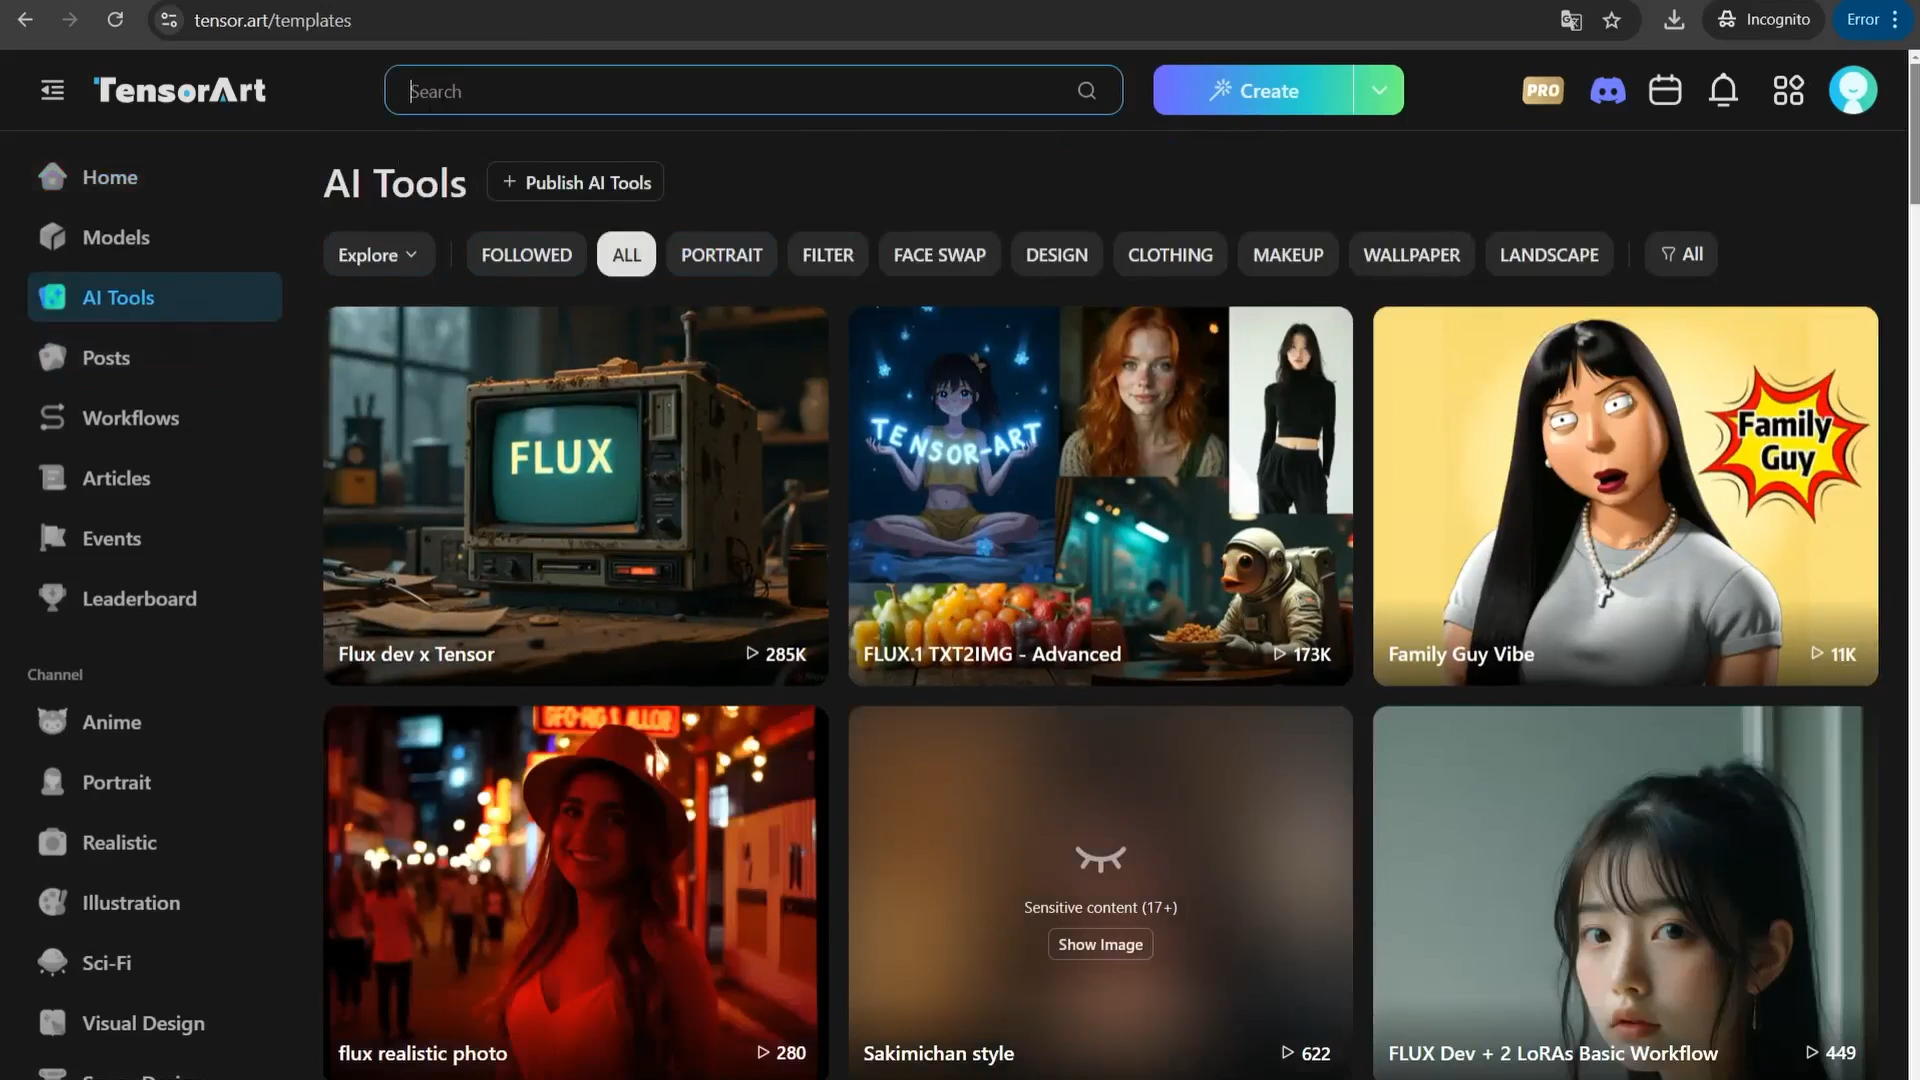 tensor.art/templates
Incognito
Error
TensorArt
Search
Create
PRO
Home
Models
AI Tools
Posts
Workflows
Articles
Events
Leaderboard
Channel
Anime
Portrait
Realistic
Illustration
Sci-Fi
Visual Design
AI Tools
+ Publish AI Tools
Explore
FOLLOWED
ALL
PORTRAIT
FILTER
FACE SWAP
DESIGN
CLOTHING
MAKEUP
WALLPAPER
LANDSCAPE
All
FLUX
Flux dev x Tensor
285K
TENSOR-ART
FLUX.1 TXT2IMG - Advanced
173K
Family
Guy
Family Guy Vibe
11K
flux realistic photo
280
Sensitive content (17+)
Show Image
Sakimichan style
622
FLUX Dev + 2 LoRAs Basic Workflow
449